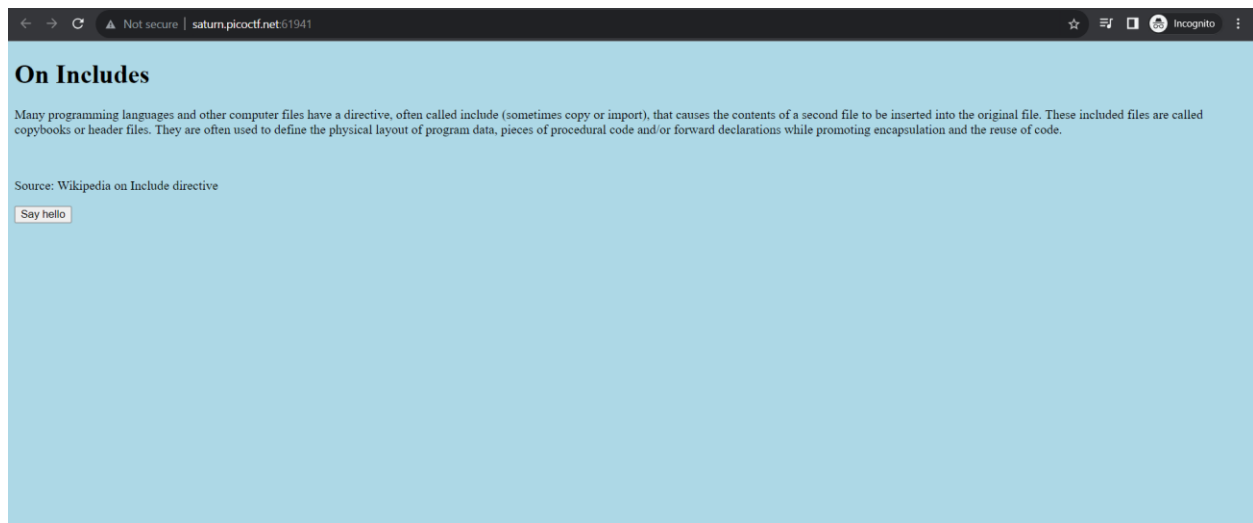 Not secure | saturn.picoctf.net:61941
Incognito
On Includes
Many programming languages and other computer files have a directive, often called include (sometimes copy or import), that causes the contents of a second file to be inserted into the original file. These included files are called
copybooks or header files. They are often used to define the physical layout of program data, pieces of procedural code and/or forward declarations while promoting encapsulation and the reuse of code.
Source: Wikipedia on Include directive
Say hello